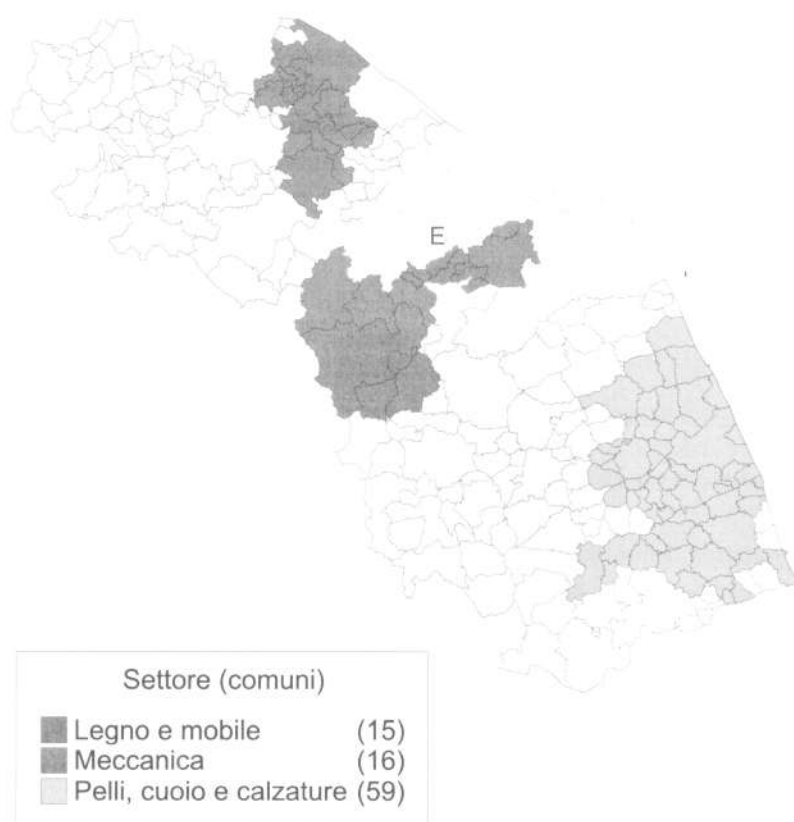 E
Settore (comuni)
Legno e mobile (15)
Meccanica (16)
Pelli, cuoio e calzature (59)